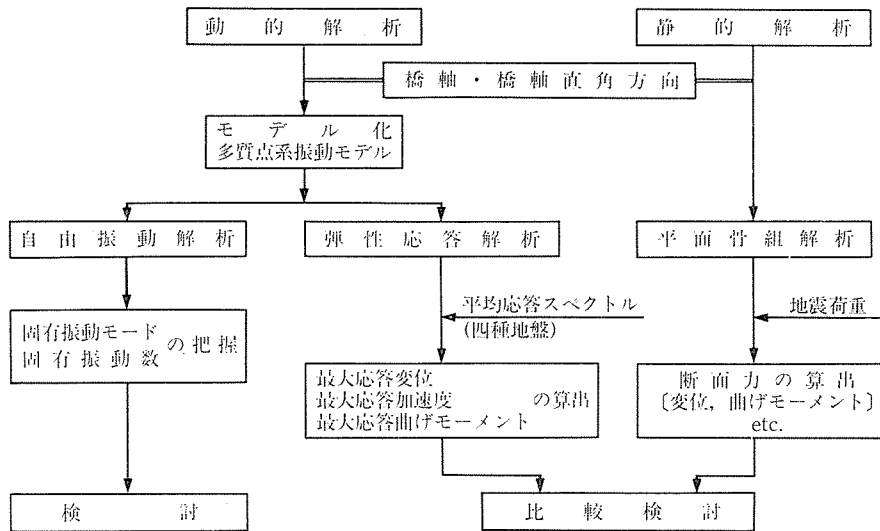 動的解析
静的解析
橋軸・橋軸直角方向
モデル化
多質点系振動モデル
自由振動解析
弾性応答解析
平面骨組解析
平均応答スペクトル
(四種地盤)
地震荷重
固有振動モード
固有振動数
の把握
最大応答変位
最大応答加速度
最大応答曲げモーメント
の算出
断面力の算出
〔変位，曲げモーメント〕
etc.
検討
比較検討